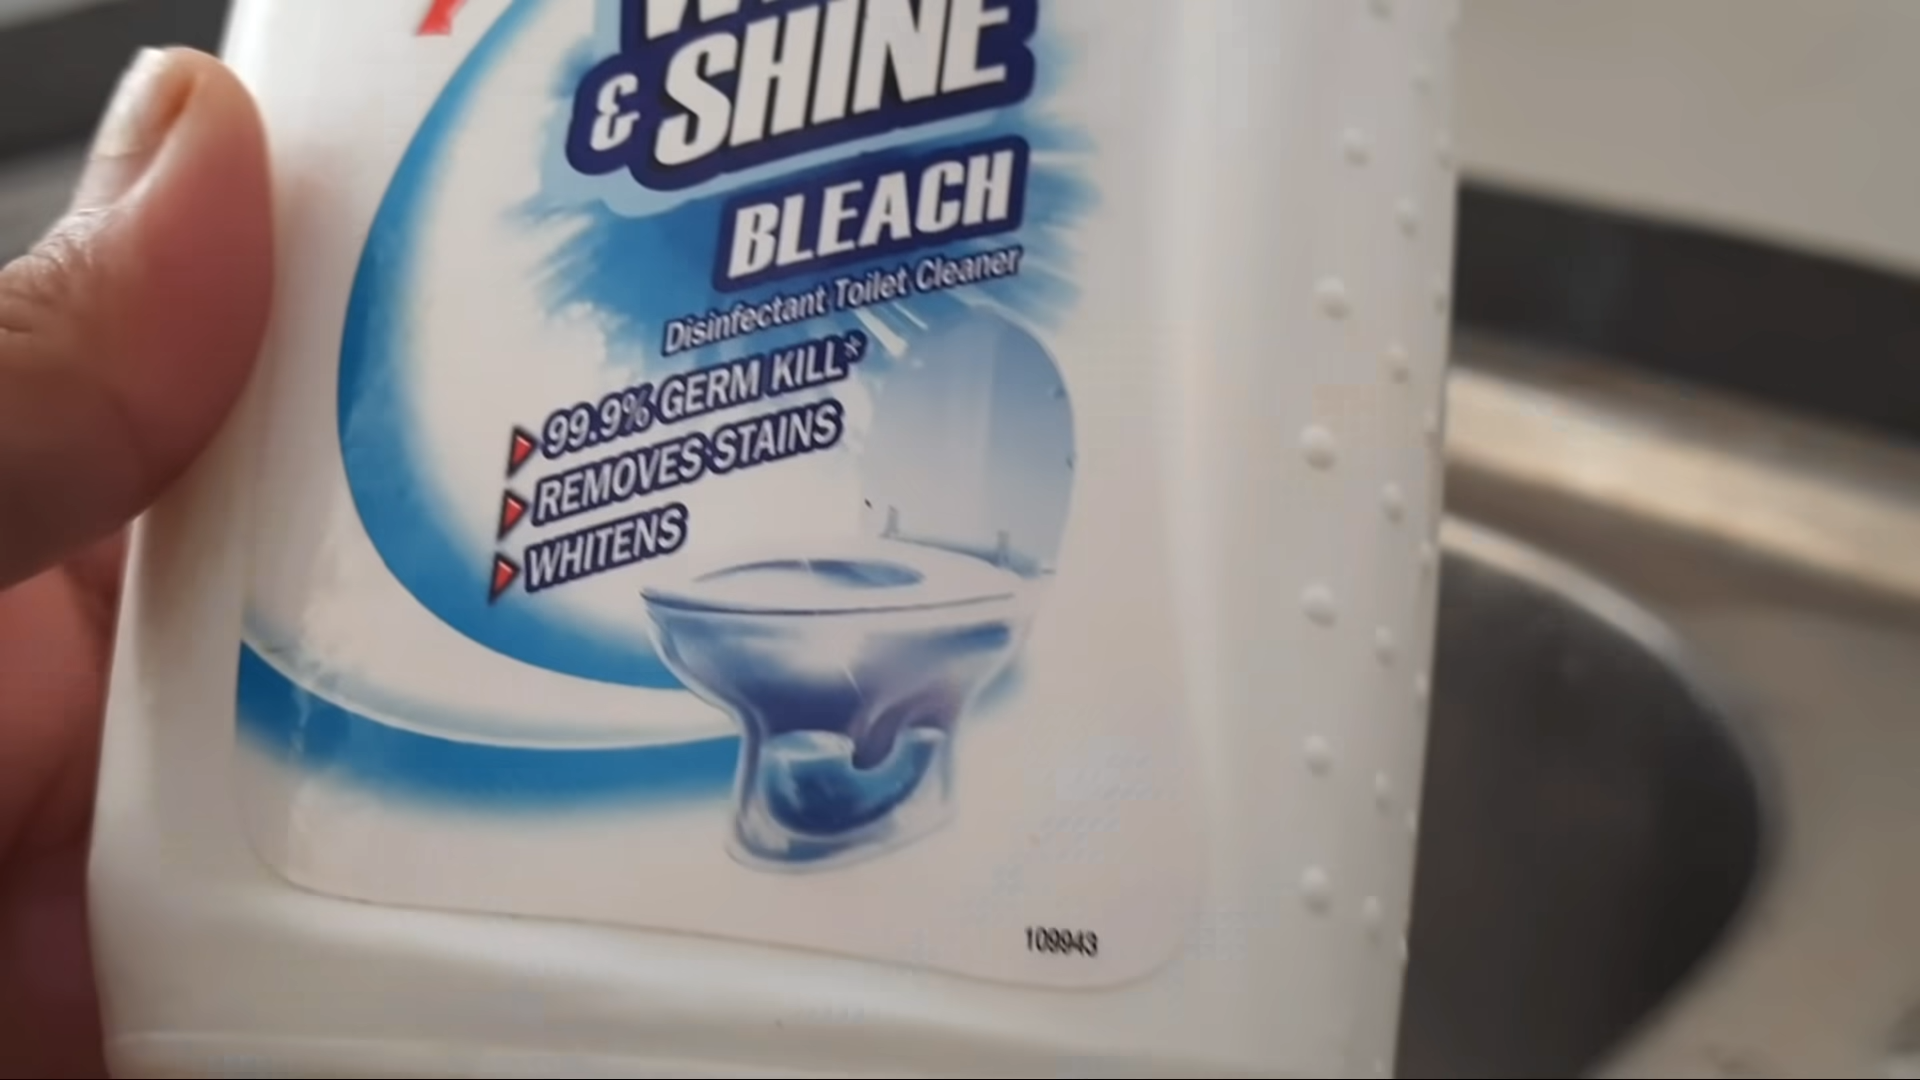 & SHINE
BLEACH
Disinfectant Toilet Cleaner
99.9% GERM KILL*
REMOVES STAINS
WHITENS
109943